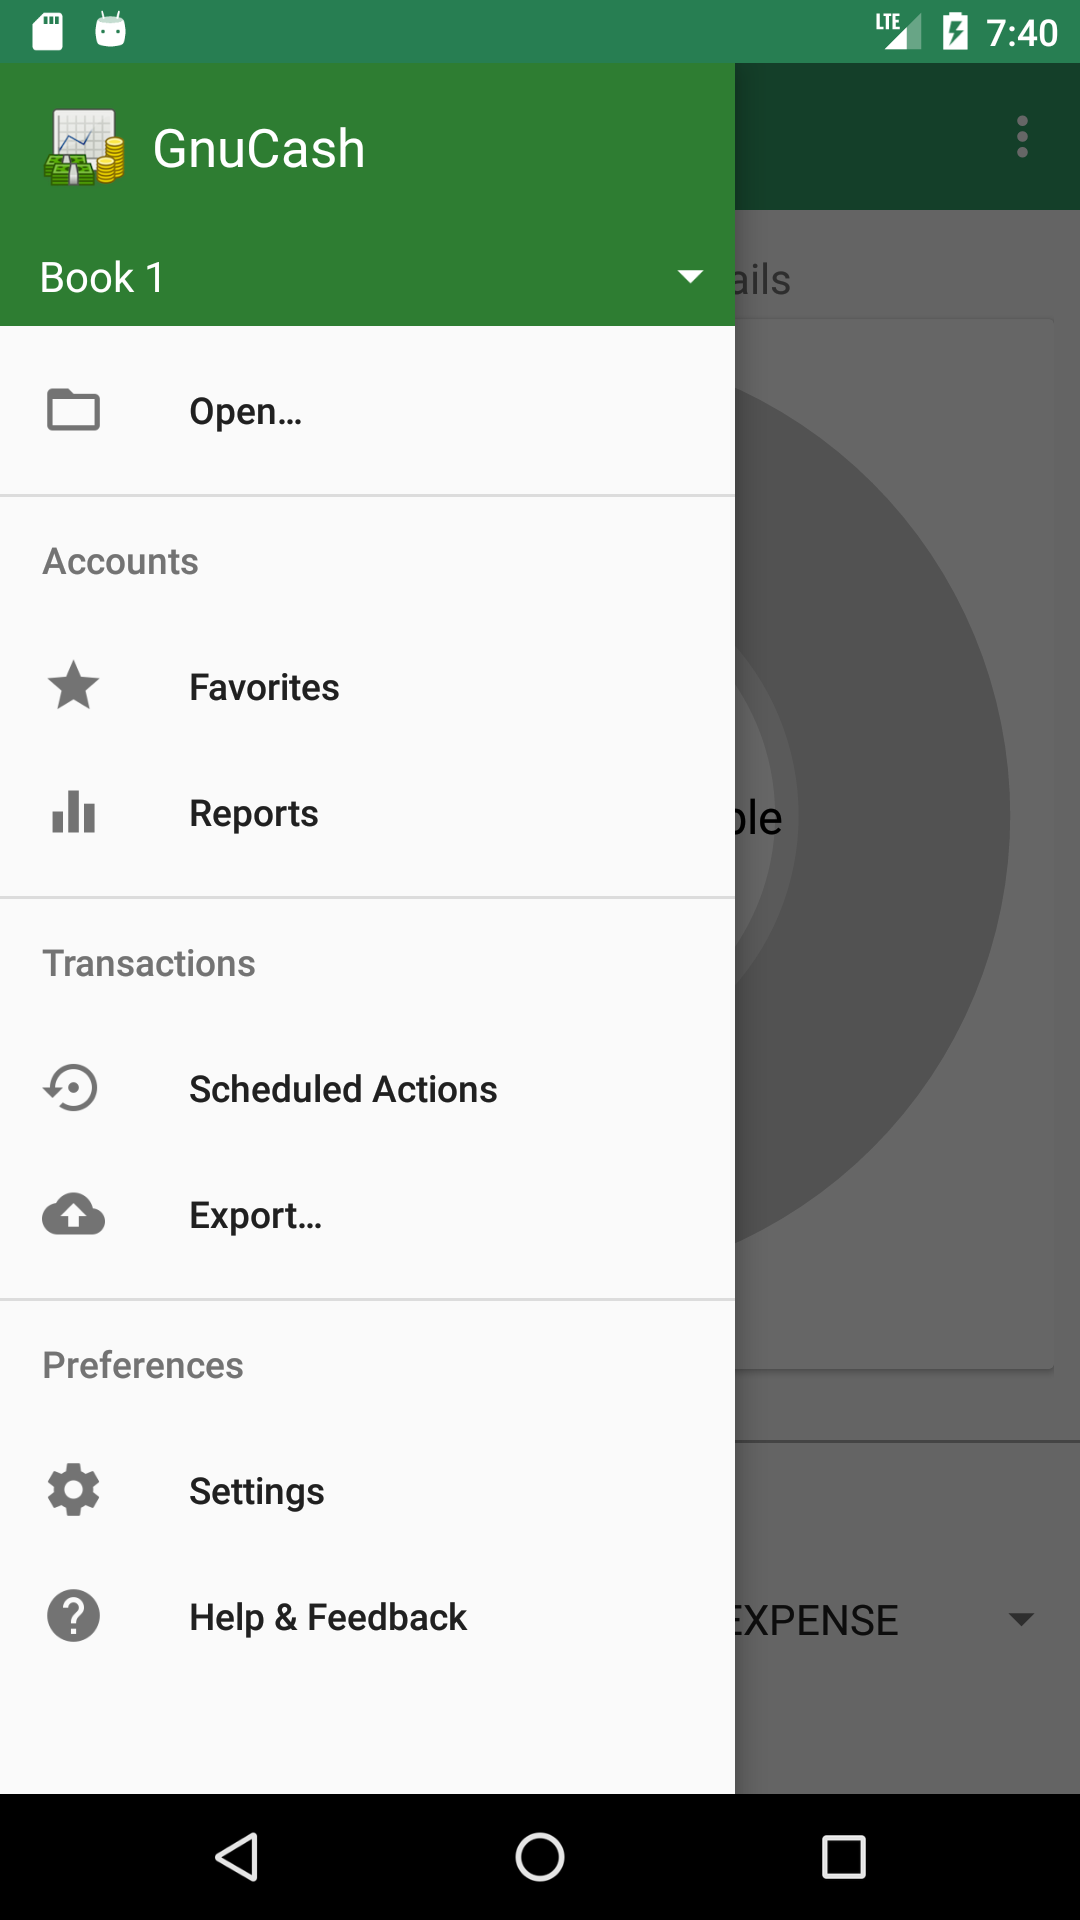 LTE 7:40
GnuCash
Book 1
ails
Open...
Accounts
Favorites
Reports
ole
Transactions
Scheduled Actions
Export...
Preferences
Settings
Help & Feedback
EXPENSE